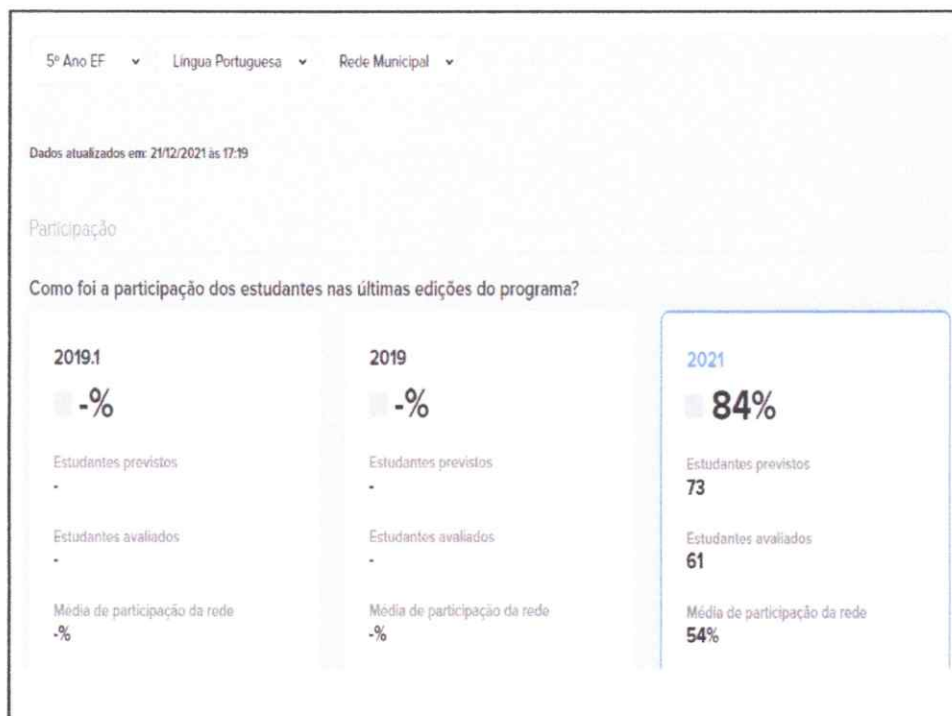 5º Ano EF
Língua Portuguesa
Rede Municipal
Dados atualizados em: 21/12/2021 às 17:19
Participação
Como foi a participação dos estudantes nas últimas edições do programa?
2019.1
-%
Estudantes previstos
-
Estudantes avaliados
-
Média de participação da rede
-%
2019
-%
Estudantes previstos
-
Estudantes avaliados
-
Média de participação da rede
-%
2021
84%
Estudantes previstos
73
Estudantes avaliados
61
Média de participação da rede
54%